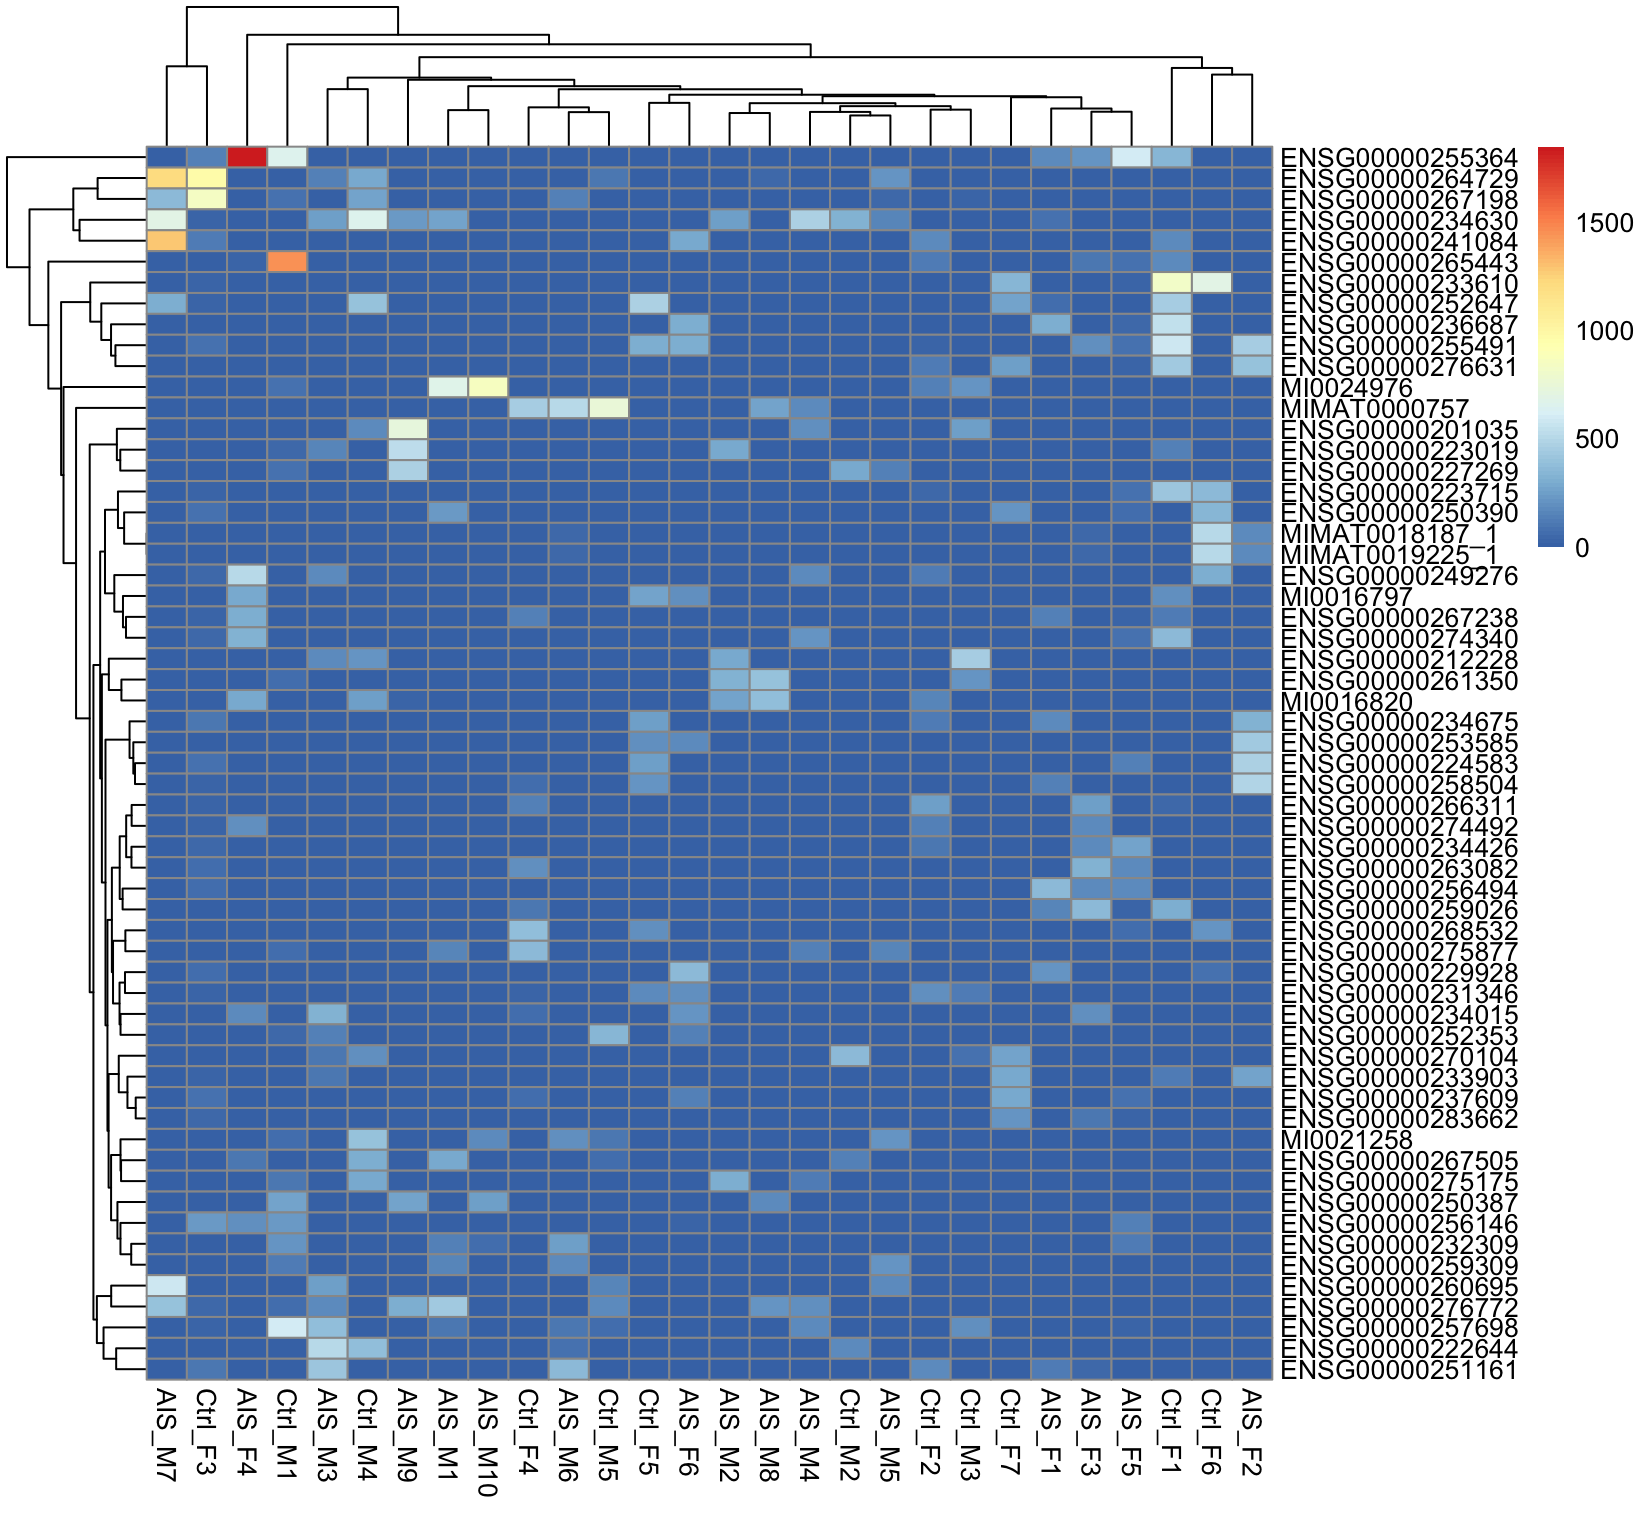 ENSG00000255364
ENSG00000264729
ENSG00000267198
ENSG00000234630
ENSG00000241084
ENSG00000265443
ENSG00000233610
ENSG00000252647
ENSG00000236687
ENSG00000255491
ENSG00000276631
MI0024976
MIMAT0000757
ENSG00000201035
ENSG00000223019
ENSG00000227269
ENSG00000223715
ENSG00000250390
MIMAT0018187_1
MIMAT0019225_1
ENSG00000249276
MI0016797
ENSG00000267238
ENSG00000274340
ENSG00000212228
ENSG00000261350
MI0016820
ENSG00000234675
ENSG00000253585
ENSG00000224583
ENSG00000258504
ENSG00000266311
ENSG00000274492
ENSG00000234426
ENSG00000263082
ENSG00000256494
ENSG00000259026
ENSG00000268532
ENSG00000275877
ENSG00000229928
ENSG00000231346
ENSG00000234015
ENSG00000252353
ENSG00000270104
ENSG00000233903
ENSG00000237609
ENSG00000283662
MI0021258
ENSG00000267505
ENSG00000275175
ENSG00000250387
ENSG00000256146
ENSG00000232309
ENSG00000259309
ENSG00000260695
ENSG00000276772
ENSG00000257698
ENSG00000222644
ENSG00000251161
1500
1000
500
0
AIS_M7
Ctrl_F3
AIS_F4
Ctrl_M1
AIS_M3
Ctrl_M4
AIS_M9
AIS_M1
AIS_M10
Ctrl_F4
AIS_M6
Ctrl_M5
Ctrl_F5
AIS_F6
AIS_M2
AIS_M8
AIS_M4
Ctrl_M2
AIS_M5
Ctrl_F2
Ctrl_M3
Ctrl_F7
AIS_F1
AIS_F3
AIS_F5
Ctrl_F1
Ctrl_F6
AIS_F2